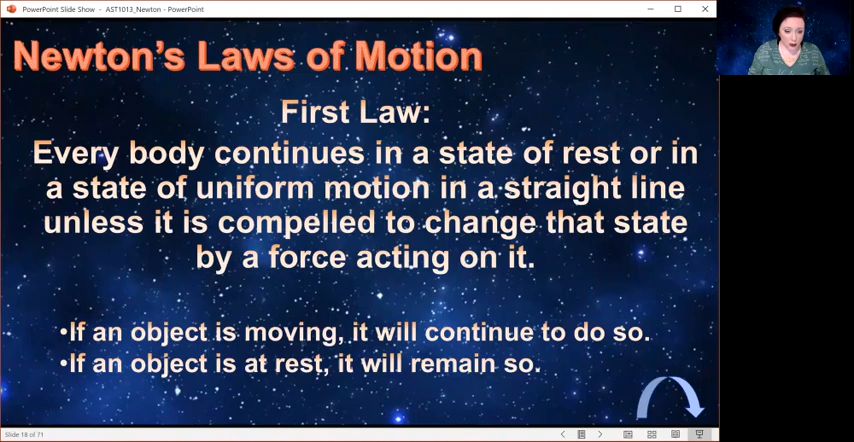 PowerPoint Slide Show - AST1013_Newton - PowerPoint
Newton's Laws of Motion
First Law:
Every body continues in a state of rest or in
a state of uniform motion in a straight line
unless it is compelled to change that state
by a force acting on it.
•If an object is moving, it will continue to do so.
•If an object is at rest, it will remain so.
Slide 18 of 71